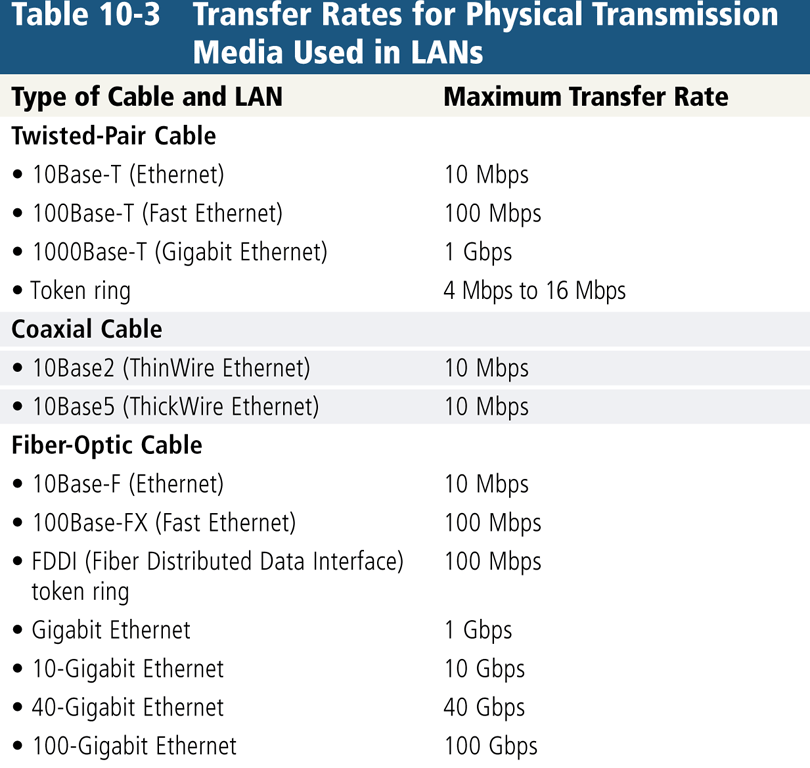 Table 10-3 Transfer Rates for Physical Transmission
Media Used in LANs
Type of Cable and LAN Maximum Transfer Rate
Twisted-Pair Cable
• 10Base-T (Ethernet) 10 Mbps
• 100Base-T (Fast Ethernet) 100 Mbps
• 1000Base-T (Gigabit Ethernet) 1 Gbps
• Token ring 4 Mbps to 16 Mbps
Coaxial Cable
• 10Base2 (ThinWire Ethernet) 10 Mbps
• 10Base5 (ThickWire Ethernet) 10 Mbps
Fiber-Optic Cable
• 10Base-F (Ethernet) 10 Mbps
• 100Base-FX (Fast Ethernet) 100 Mbps
• FDDI (Fiber Distributed Data Interface) 100 Mbps
token ring
• Gigabit Ethernet 1 Gbps
• 10-Gigabit Ethernet 10 Gbps
• 40-Gigabit Ethernet 40 Gbps
• 100-Gigabit Ethernet 100 Gbps